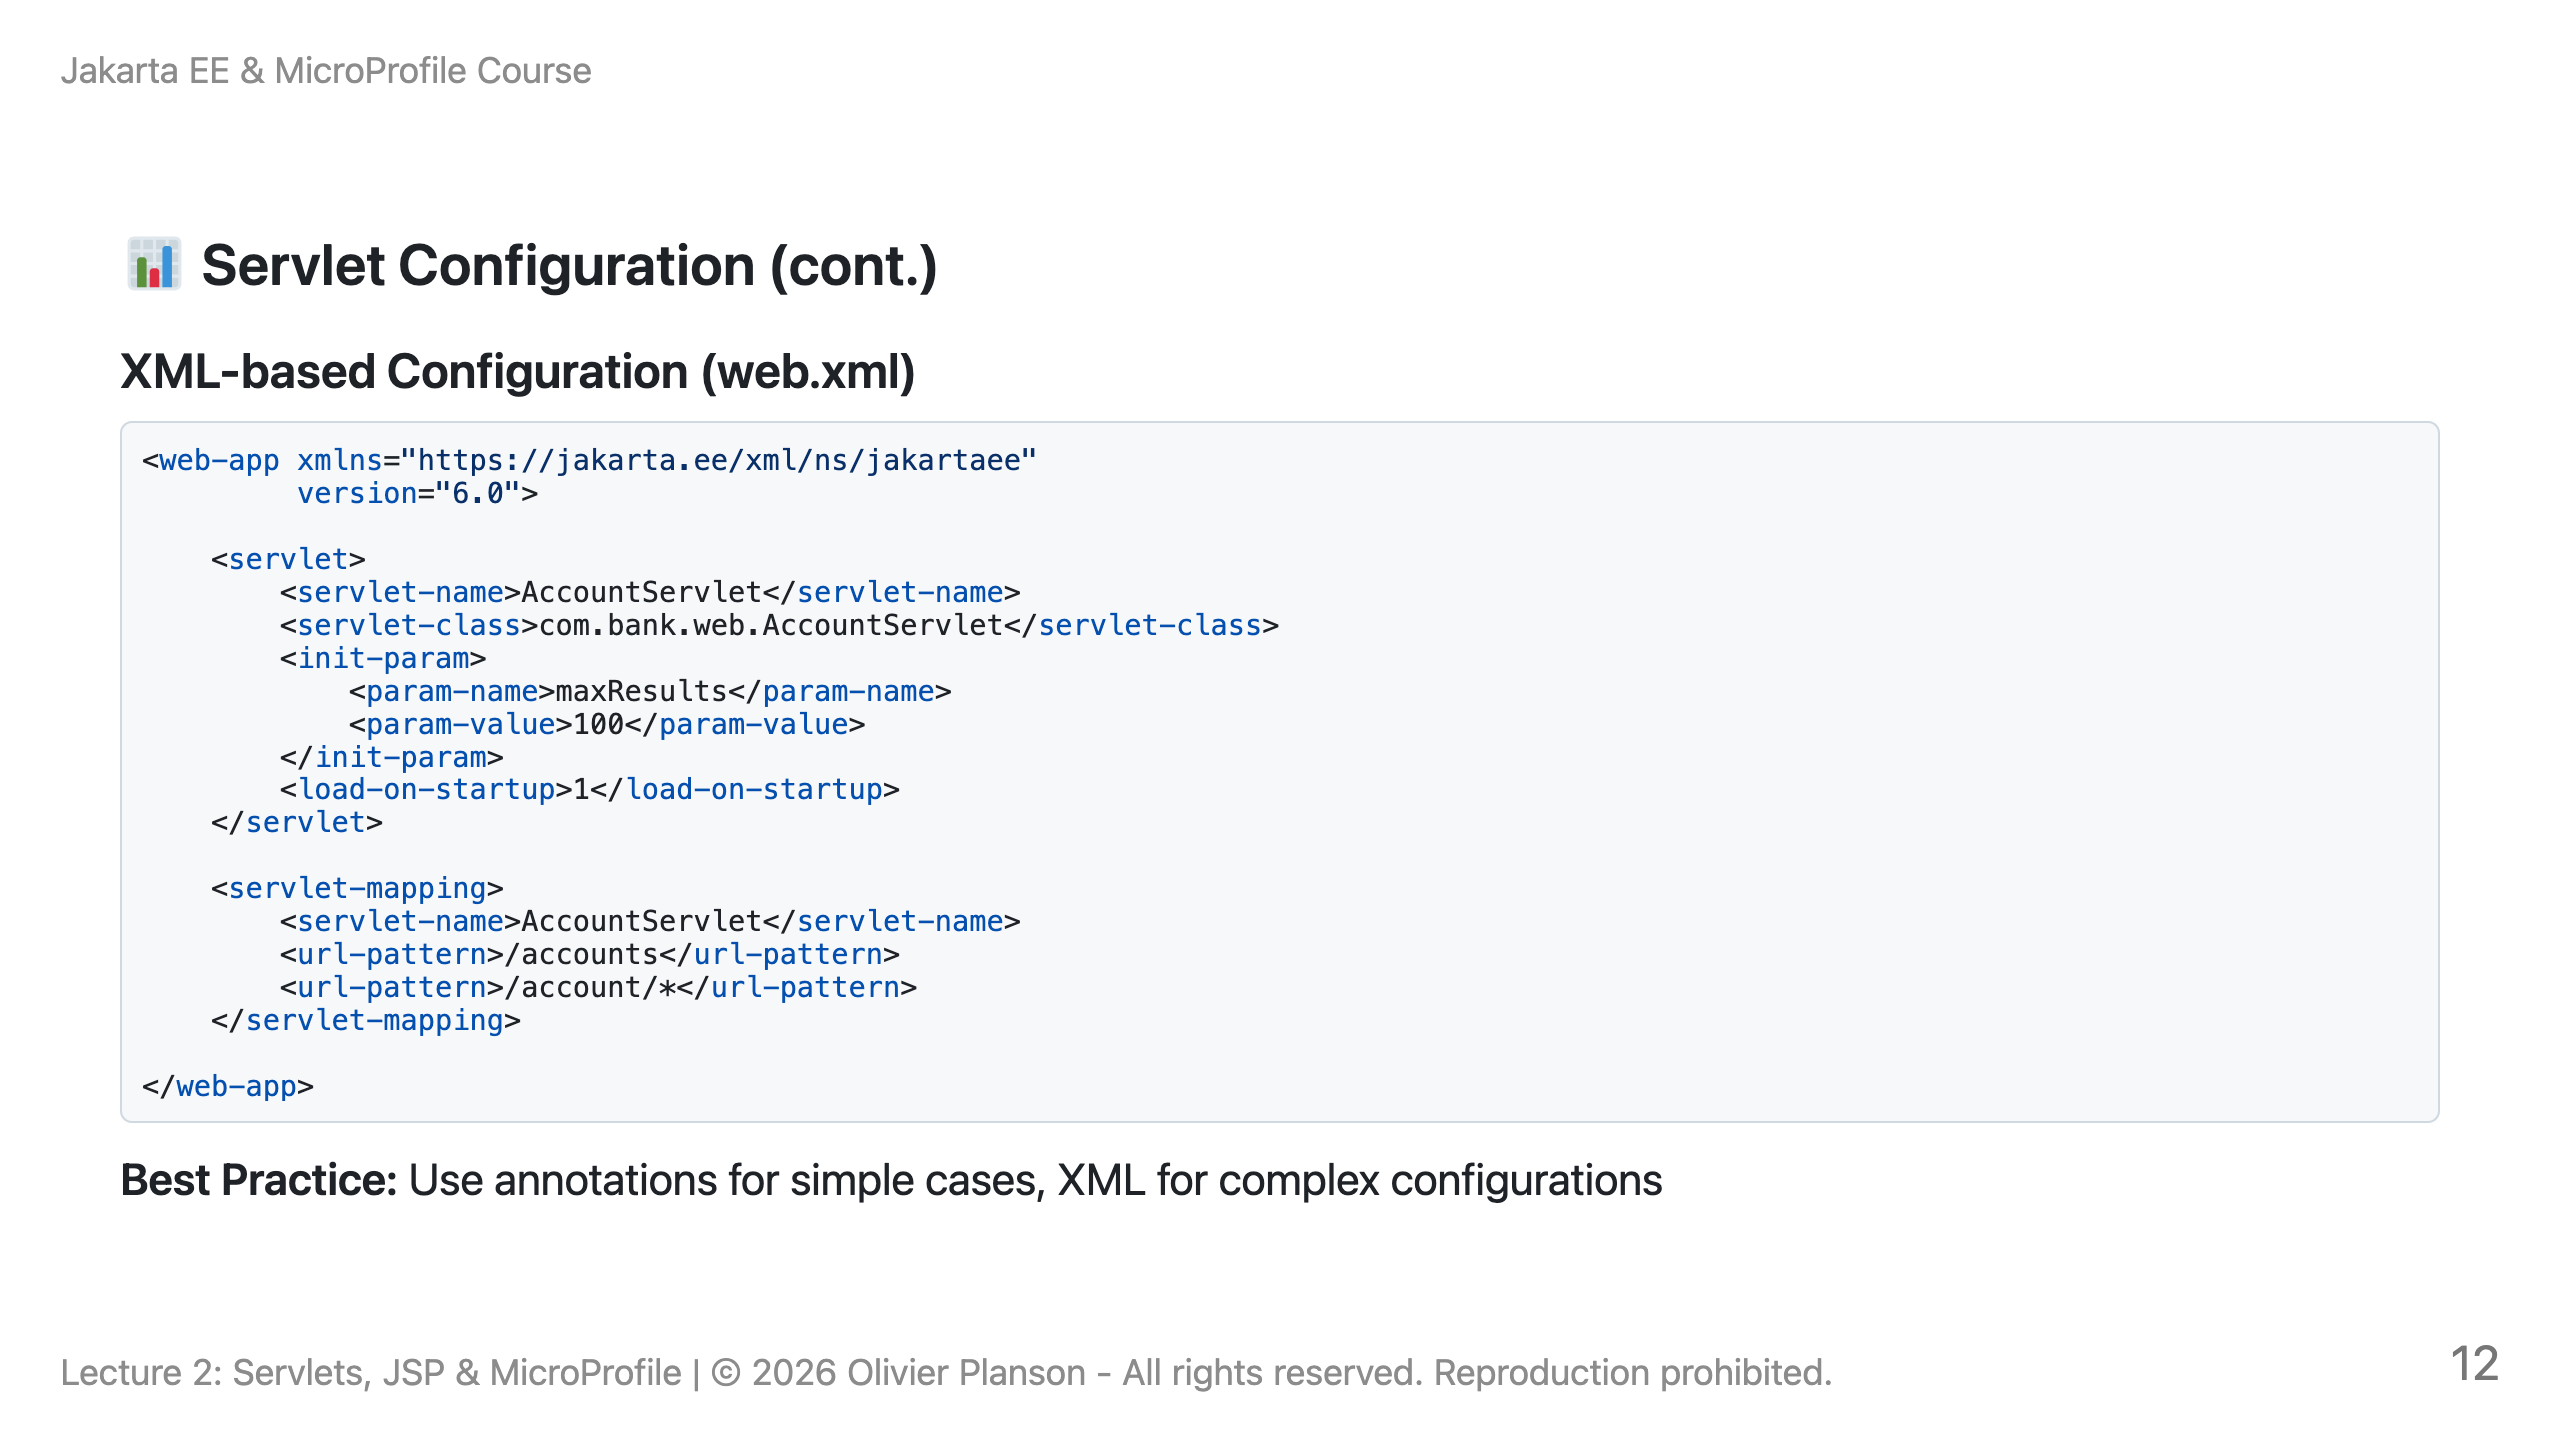 Jakarta EE & MicroProfile Course
Servlet Configuration (cont.)
XML-based Configuration (web.xml)
<web-app xmlns="https://jakarta.ee/xml/ns/jakartaee"
         version="6.0">

    <servlet>
        <servlet-name>AccountServlet</servlet-name>
        <servlet-class>com.bank.web.AccountServlet</servlet-class>
        <init-param>
            <param-name>maxResults</param-name>
            <param-value>100</param-value>
        </init-param>
        <load-on-startup>1</load-on-startup>
    </servlet>

    <servlet-mapping>
        <servlet-name>AccountServlet</servlet-name>
        <url-pattern>/accounts</url-pattern>
        <url-pattern>/account/*</url-pattern>
    </servlet-mapping>

</web-app>
Best Practice: Use annotations for simple cases, XML for complex configurations
Lecture 2: Servlets, JSP & MicroProfile | © 2026 Olivier Planson - All rights reserved. Reproduction prohibited.
12